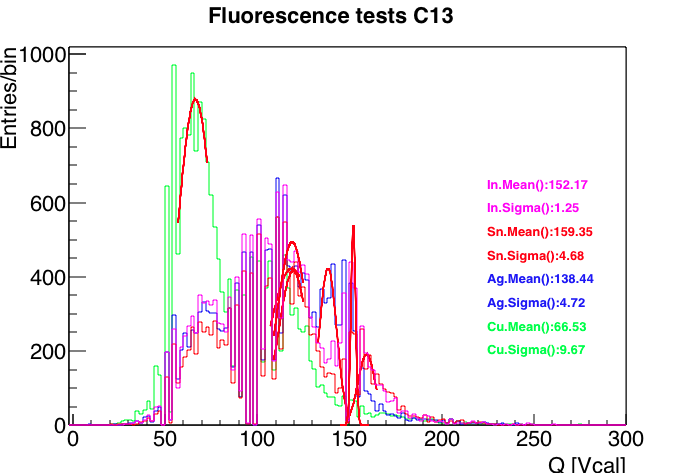 Fluorescence tests C13
Entries/bin
1000
800
600
400
200
0
In.Mean():152.17
In.Sigma():1.25
Sn.Mean():159.35
Sn.Sigma():4.68
Ag.Mean():138.44
Ag.Sigma():4.72
Cu.Mean():66.53
Cu.Sigma():9.67
0 50 100 150 200 250 300
Q [Vcal]